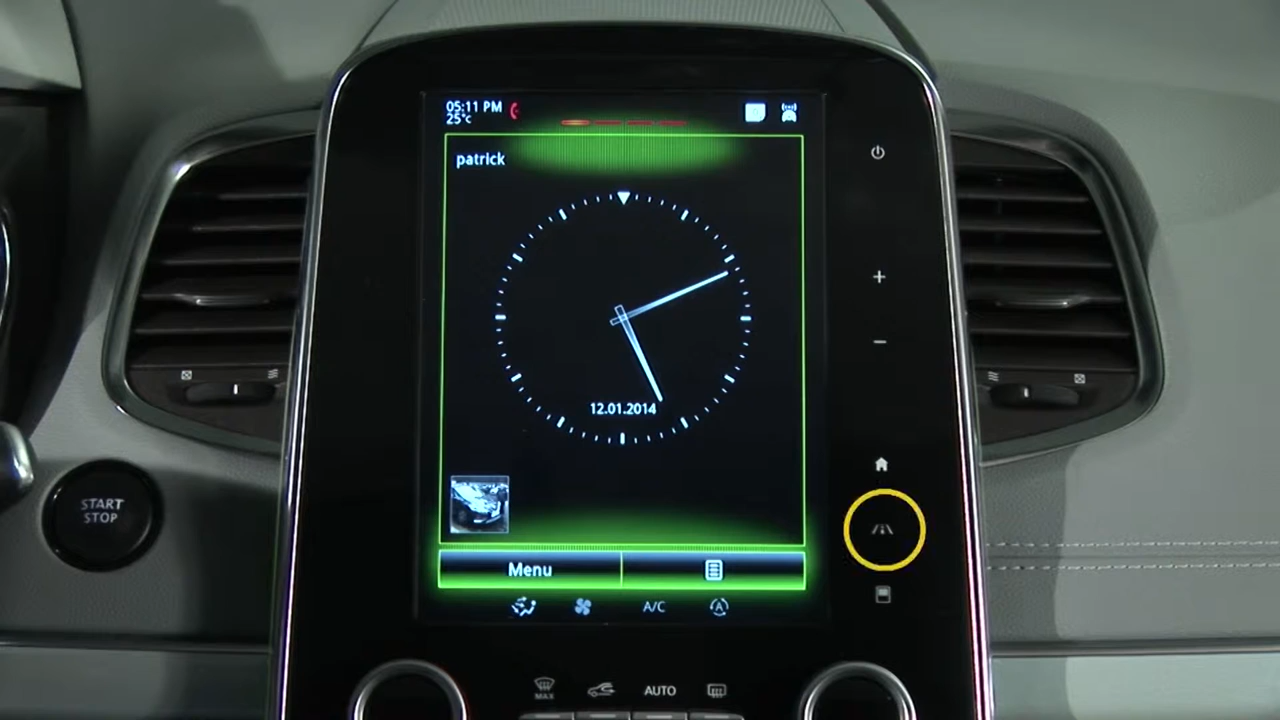 05:11 PM
25°c
patrick
12.01.2014
START
STOP
Menu
A/C
A
MAX
AUTO